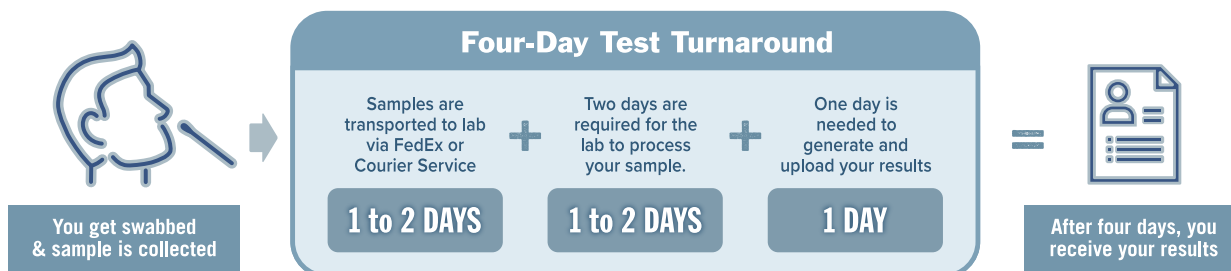 Four-Day Test Turnaround
Samples are
transported to lab
via FedEx or
Courier Service
+
Two days are
required for the
lab to process
your sample.
+
One day is
needed to
generate and
upload your results
=
1 to 2 DAYS
1 to 2 DAYS
1 DAY
You get swabbed
& sample is collected
After four days, you
receive your results